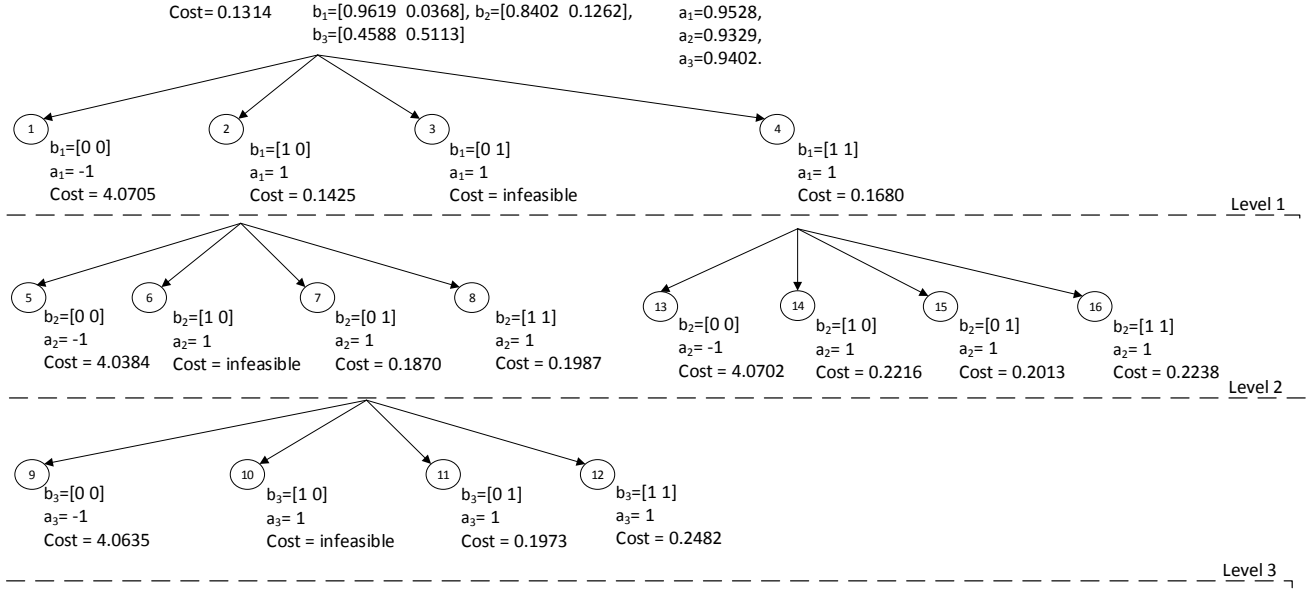 Cost= 0.1314
b₁=[0.9619 0.0368], b₂=[0.8402 0.1262],
b₃=[0.4588 0.5113]
a₁=0.9528,
a₂=0.9329,
a₃=0.9402.
1
b₁=[0 0]
a₁= -1
Cost = 4.0705
2
b₁=[1 0]
a₁= 1
Cost = 0.1425
3
b₁=[0 1]
a₁= 1
Cost = infeasible
4
b₁=[1 1]
a₁= 1
Cost = 0.1680
Level 1
5
b₂=[0 0]
a₂= -1
Cost = 4.0384
6
b₂=[1 0]
a₂= 1
Cost = infeasible
7
b₂=[0 1]
a₂= 1
Cost = 0.1870
8
b₂=[1 1]
a₂= 1
Cost = 0.1987
13
b₂=[0 0]
a₂= -1
Cost = 4.0702
14
b₂=[1 0]
a₂= 1
Cost = 0.2216
15
b₂=[0 1]
a₂= 1
Cost = 0.2013
16
b₂=[1 1]
a₂= 1
Cost = 0.2238
Level 2
9
b₃=[0 0]
a₃= -1
Cost = 4.0635
10
b₃=[1 0]
a₃= 1
Cost = infeasible
11
b₃=[0 1]
a₃= 1
Cost = 0.1973
12
b₃=[1 1]
a₃= 1
Cost = 0.2482
Level 3